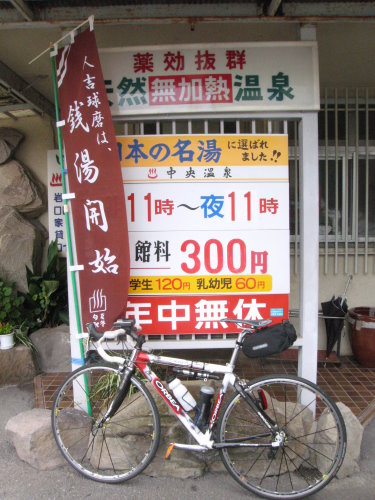 薬効抜群
天然無加熱温泉
日本の名湯に選ばれました!!
中央温泉
11時〜夜11時
館料 300円
学生120円 乳幼児60円
年中無休
人吉球磨は、
銭湯開始
ORBEA